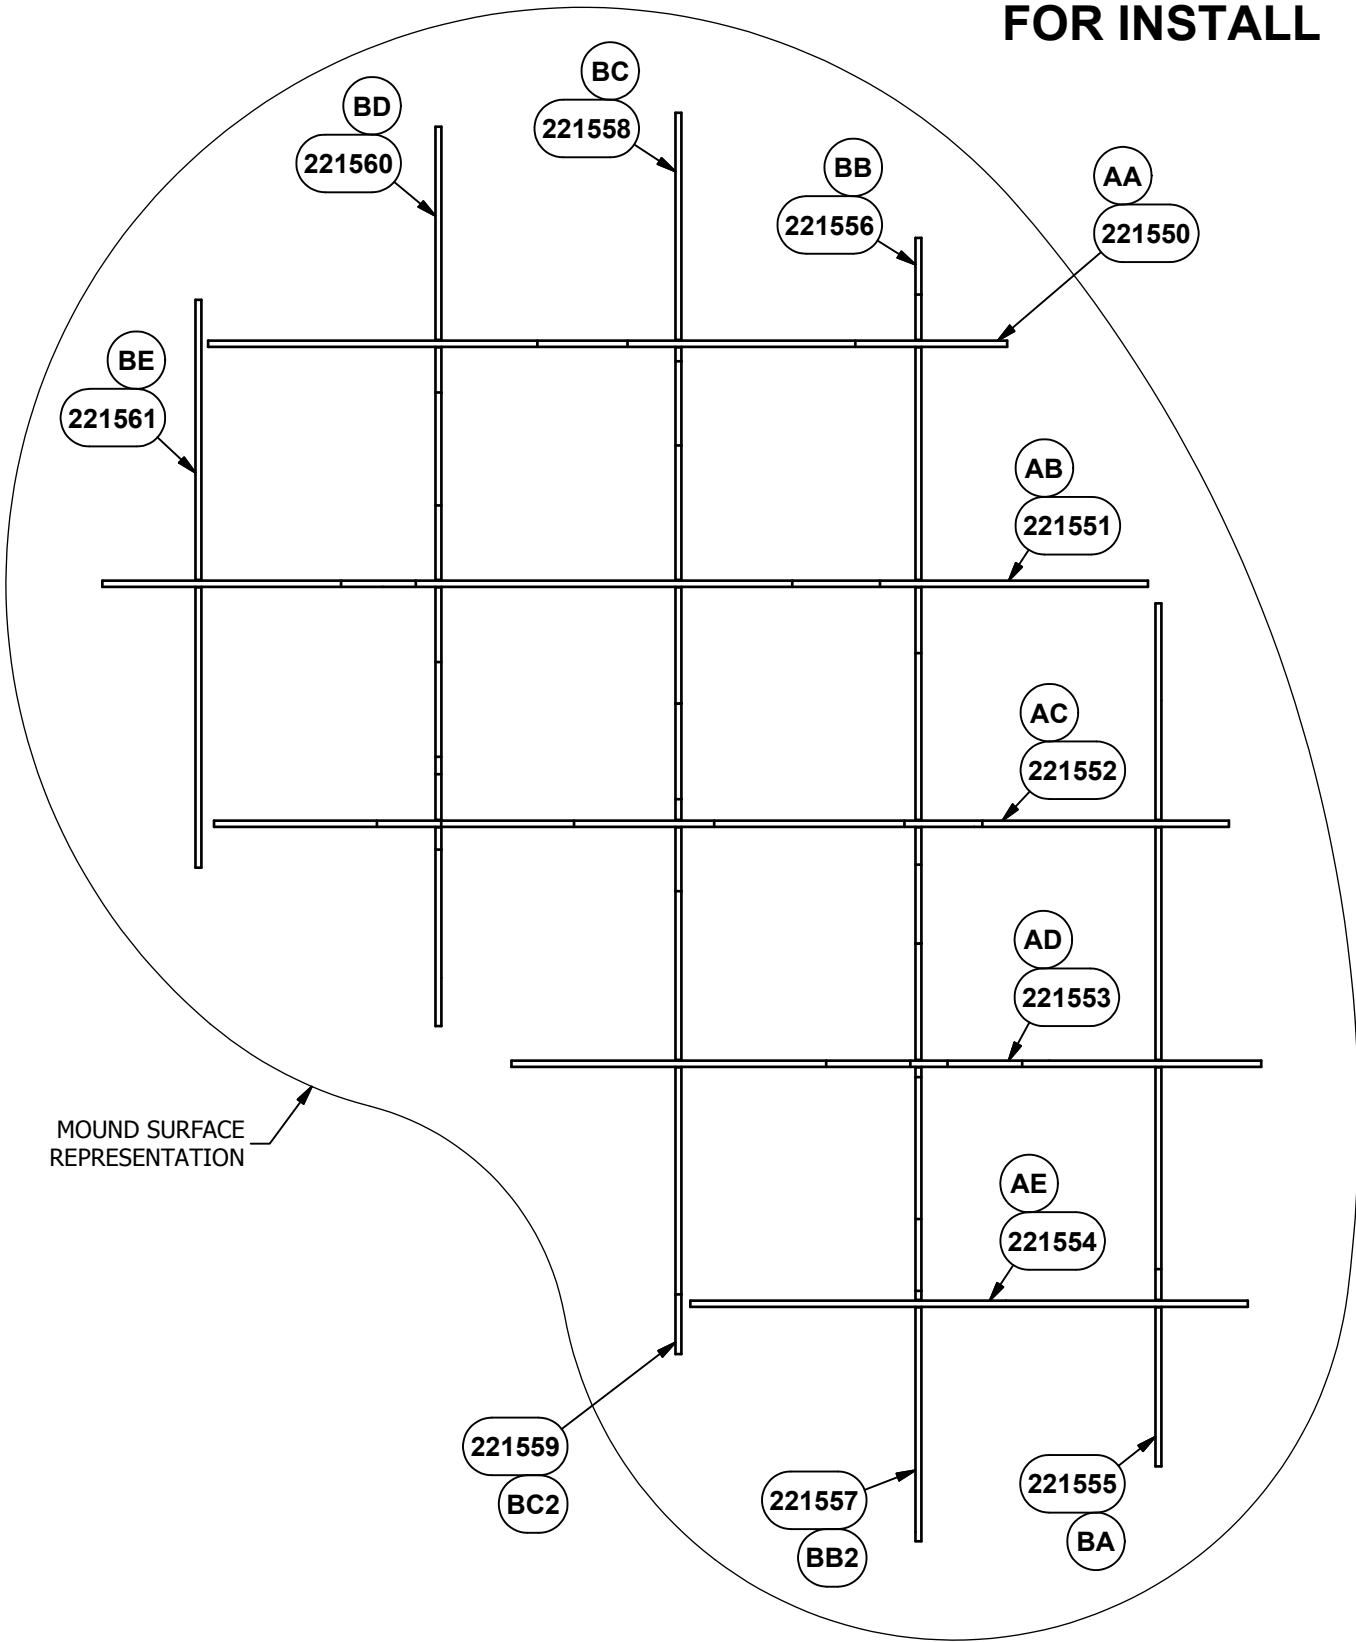 FOR INSTALL
BC
221558
BD
221560
BB
221556
AA
221550
BE
221561
AB
221551
AC
221552
AD
221553
MOUND SURFACE
REPRESENTATION
AE
221554
221559
BC2
221557
BB2
221555
BA